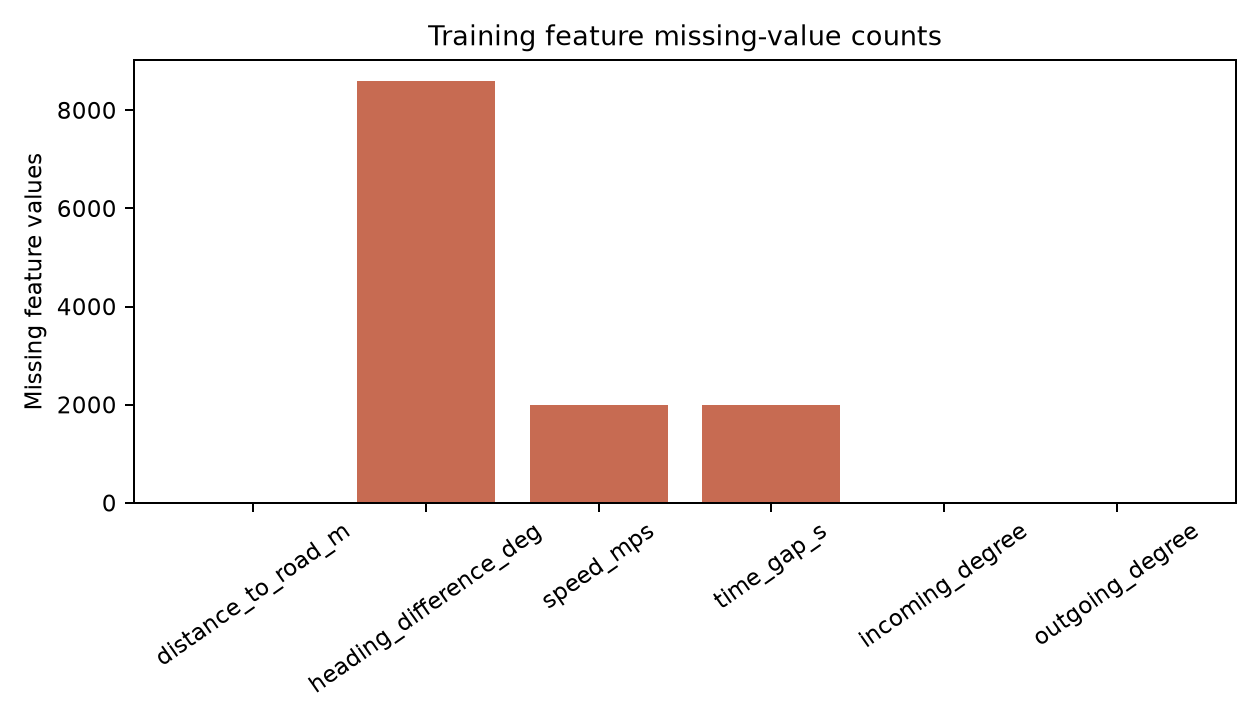 Training feature missing-value counts
Missing feature values
8000
6000
4000
2000
0
distance_to_road_m
heading_difference_deg
speed_mps
time_gap_s
incoming_degree
outgoing_degree